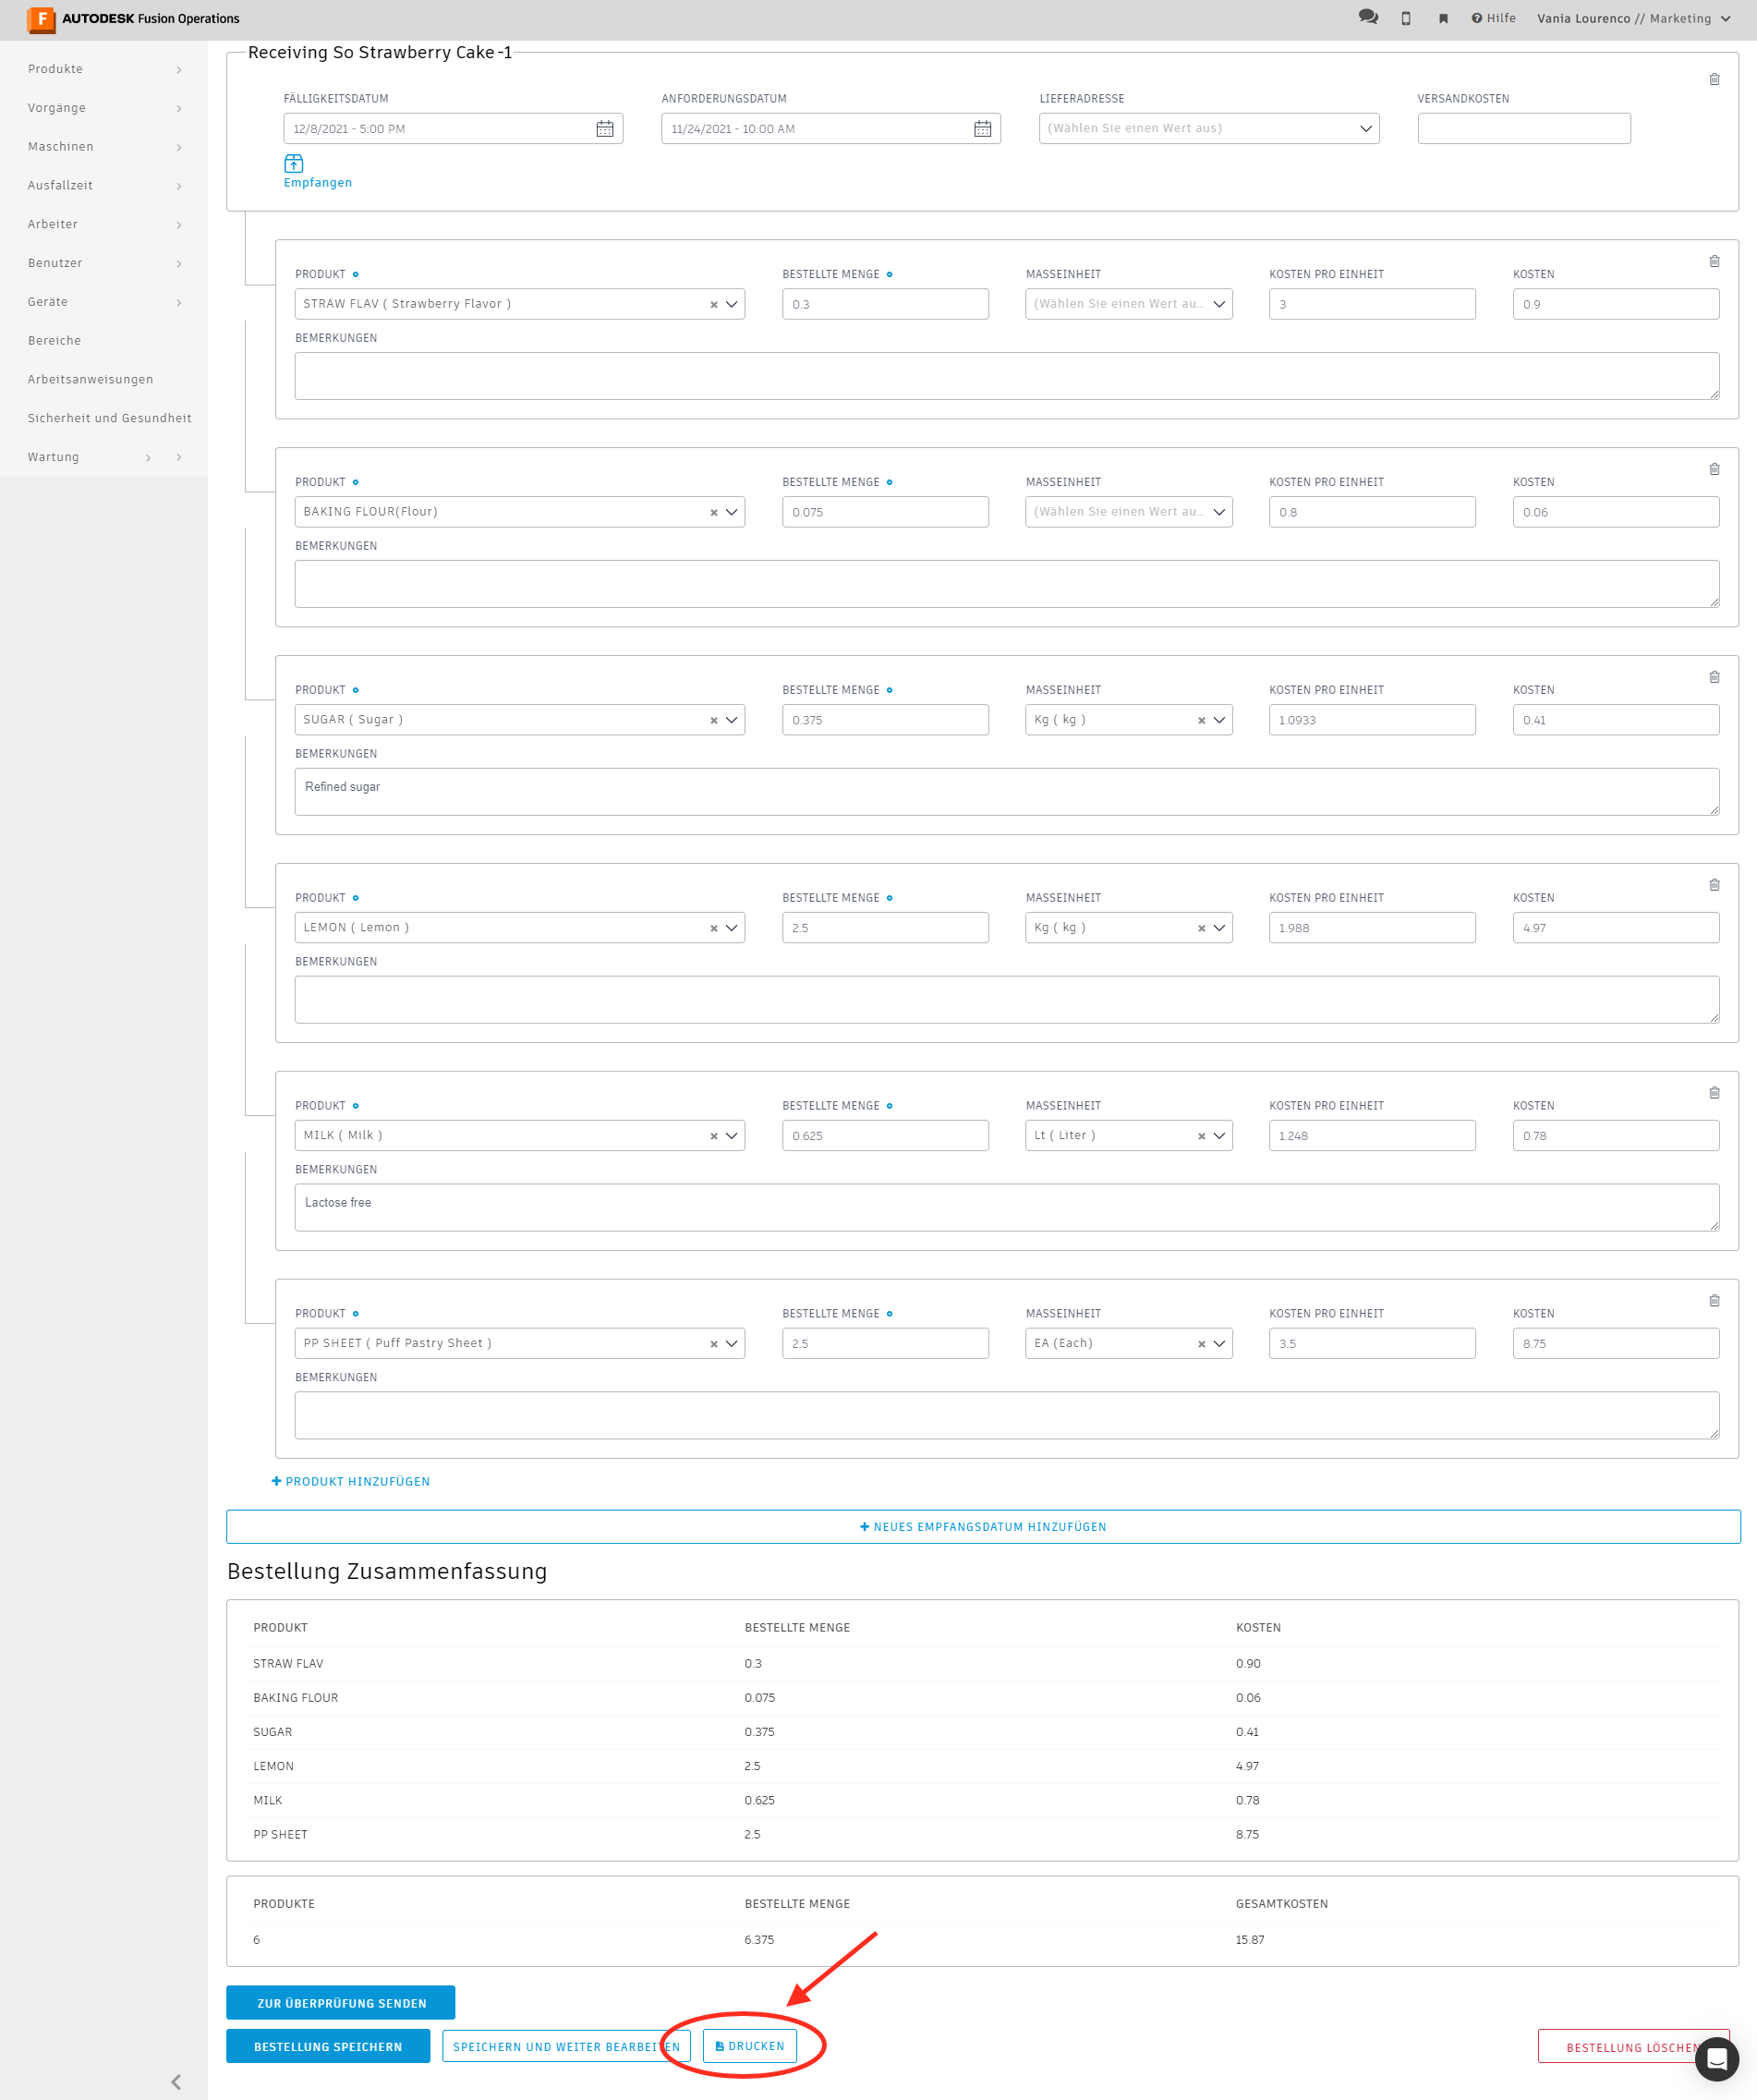 AUTODESK Fusion Operations
Hilfe
Vania Lourenco // Marketing
Produkte
Vorgänge
Maschinen
Ausfallzeit
Arbeiter
Benutzer
Geräte
Bereiche
Arbeitsanweisungen
Sicherheit und Gesundheit
Wartung
Receiving So Strawberry Cake -1
FÄLLIGKEITSDATUM ANFORDERUNGSDATUM LIEFERADRESSE VERSANDKOSTEN
12/8/2021 - 5:00 PM 11/24/2021 - 10:00 AM (Wählen Sie einen Wert aus)
Empfangen
PRODUKT BESTELLTE MENGE MASSEINHEIT KOSTEN PRO EINHEIT KOSTEN
STRAW FLAV ( Strawberry Flavor ) 0.3 (Wählen Sie einen Wert au... 3 0.9
BEMERKUNGEN
PRODUKT BESTELLTE MENGE MASSEINHEIT KOSTEN PRO EINHEIT KOSTEN
BAKING FLOUR(Flour) 0.075 (Wählen Sie einen Wert au... 0.8 0.06
BEMERKUNGEN
PRODUKT BESTELLTE MENGE MASSEINHEIT KOSTEN PRO EINHEIT KOSTEN
SUGAR ( Sugar ) 0.375 Kg ( kg ) 1.0933 0.41
BEMERKUNGEN
Refined sugar
PRODUKT BESTELLTE MENGE MASSEINHEIT KOSTEN PRO EINHEIT KOSTEN
LEMON ( Lemon ) 2.5 Kg ( kg ) 1.988 4.97
BEMERKUNGEN
PRODUKT BESTELLTE MENGE MASSEINHEIT KOSTEN PRO EINHEIT KOSTEN
MILK ( Milk ) 0.625 Lt ( Liter ) 1.248 0.78
BEMERKUNGEN
Lactose free
PRODUKT BESTELLTE MENGE MASSEINHEIT KOSTEN PRO EINHEIT KOSTEN
PP SHEET ( Puff Pastry Sheet ) 2.5 EA (Each) 3.5 8.75
BEMERKUNGEN
+ PRODUKT HINZUFÜGEN
+ NEUES EMPFANGSDATUM HINZUFÜGEN
Bestellung Zusammenfassung
PRODUKT BESTELLTE MENGE KOSTEN
STRAW FLAV 0.3 0.90
BAKING FLOUR 0.075 0.06
SUGAR 0.375 0.41
LEMON 2.5 4.97
MILK 0.625 0.78
PP SHEET 2.5 8.75
PRODUKTE BESTELLTE MENGE GESAMTKOSTEN
6 6.375 15.87
ZUR ÜBERPRÜFUNG SENDEN
BESTELLUNG SPEICHERN SPEICHERN UND WEITER BEARBEITEN DRUCKEN BESTELLUNG LÖSCHEN